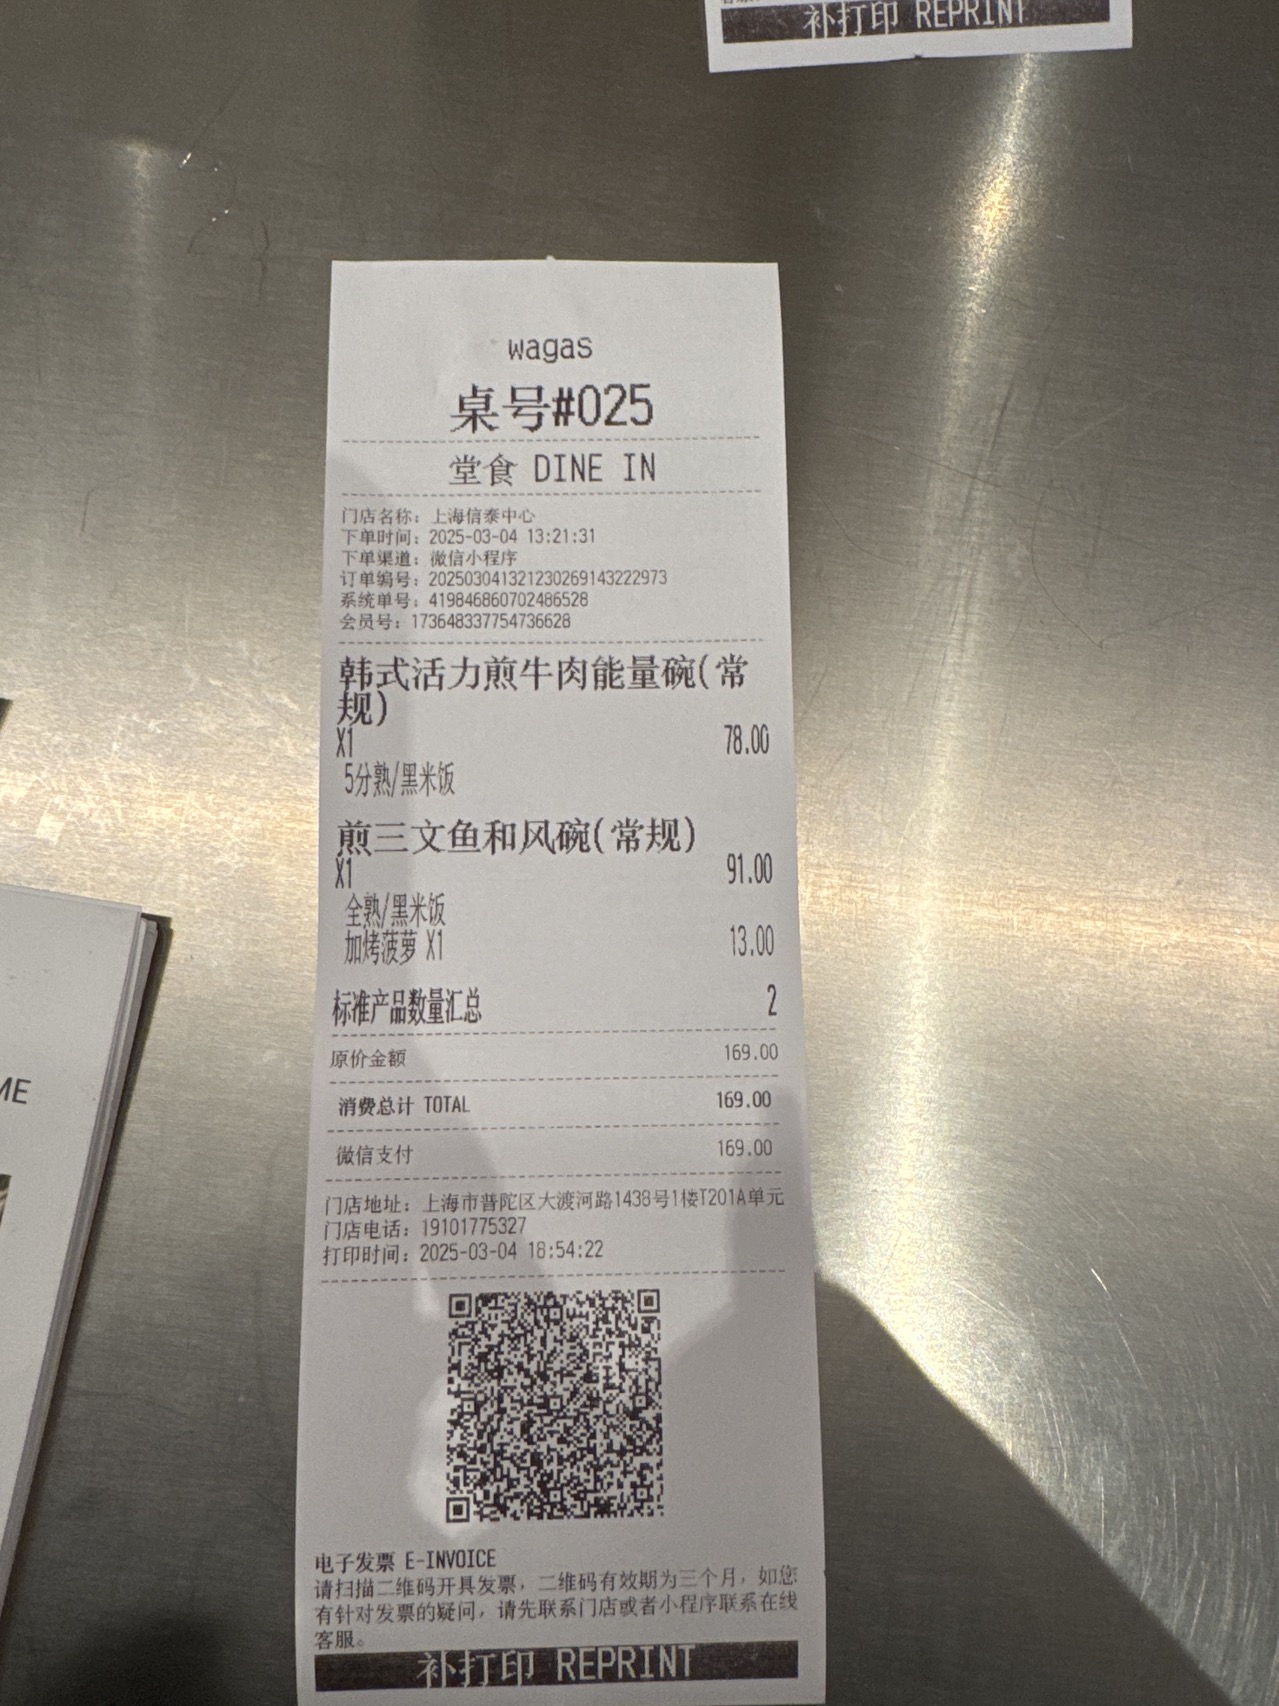 补打印 REPRINT
wagas
桌号#025
堂食 DINE IN
门店名称: 上海信泰中心
下单时间: 2025-03-04 13:21:31
下单渠道: 微信小程序
订单编号: 2025030413212302691432​22973
系统单号: 419846860702486528
会员号: 173648337754736628
韩式活力煎牛肉能量碗(常
规)
X1 78.00
5分熟/黑米饭
煎三文鱼和风碗(常规)
X1 91.00
全熟/黑米饭
加烤菠萝 X1 13.00
标准产品数量汇总 2
原价金额 169.00
消费总计 TOTAL 169.00
微信支付 169.00
门店地址: 上海市普陀区大渡河路1438号1楼T201A单元
门店电话: 19101775327
打印时间: 2025-03-04 18:54:22
电子发票 E-INVOICE
请扫描二维码开具发票, 二维码有效期为三个月, 如您
有针对发票的疑问, 请先联系门店或者小程序联系在线
客服。
补打印 REPRINT
ME